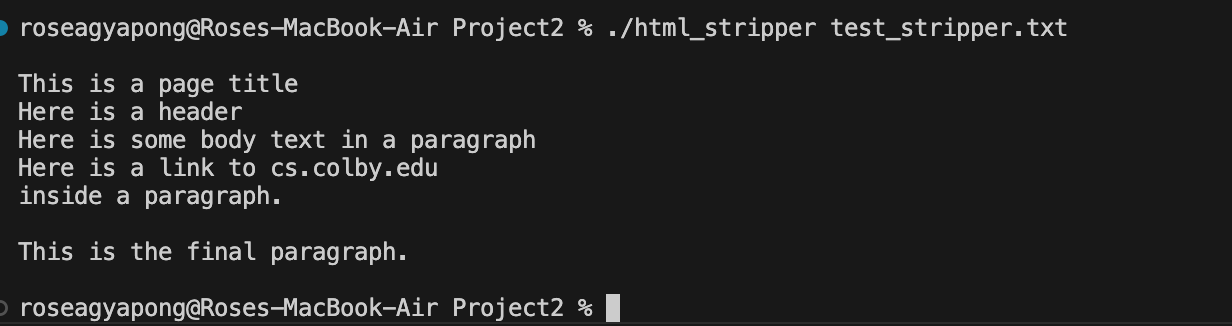 roseagyapong@Roses-MacBook-Air Project2 % ./html_stripper test_stripper.txt
This is a page title
Here is a header
Here is some body text in a paragraph
Here is a link to cs.colby.edu
inside a paragraph.
This is the final paragraph.
roseagyapong@Roses-MacBook-Air Project2 %